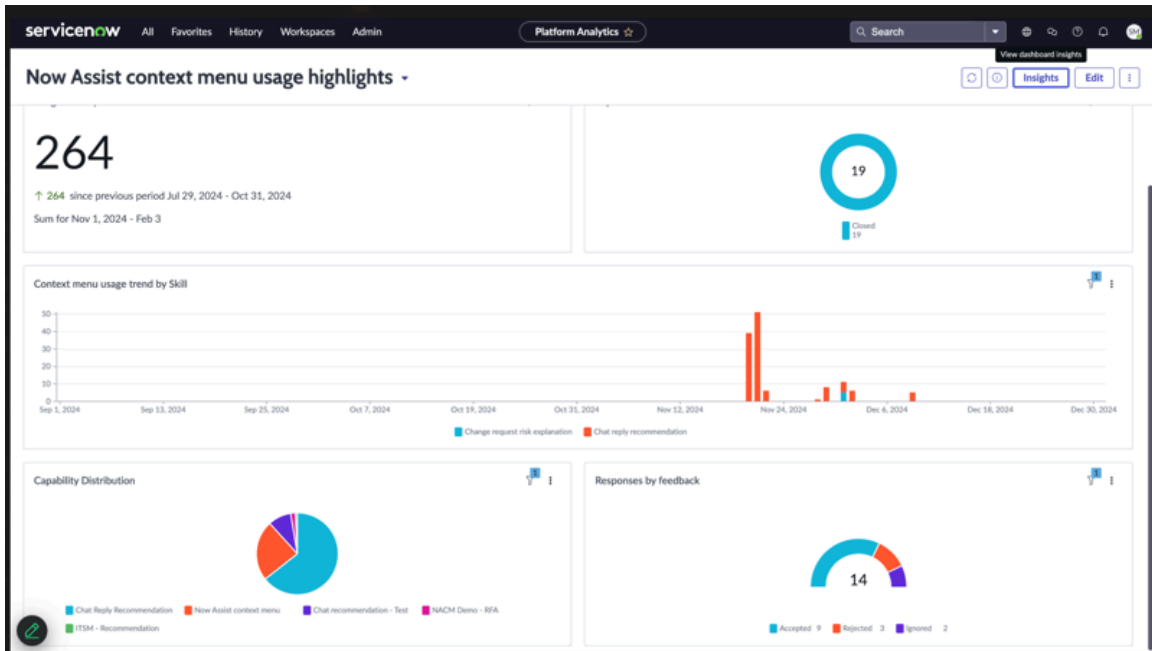 servicenow All Favorites History Workspaces Admin Platform Analytics Search SM
View dashboard insights
Now Assist context menu usage highlights Insights Edit
264
↑ 264 since previous period Jul 29, 2024 - Oct 31, 2024
Sum for Nov 1, 2024 - Feb 3
19
Closed
19
Context menu usage trend by Skill 1
50
40
30
20
10
0
Sep 1, 2024 Sep 13, 2024 Sep 25, 2024 Oct 7, 2024 Oct 19, 2024 Oct 31, 2024 Nov 12, 2024 Nov 24, 2024 Dec 6, 2024 Dec 18, 2024 Dec 30, 2024
Change request risk explanation Chat reply recommendation
Capability Distribution 1
Chat Reply Recommendation Now Assist context menu Chat recommendation - Test NACM Demo - RFA
ITSM - Recommendation
Responses by feedback 1
14
Accepted 9 Rejected 3 Ignored 2